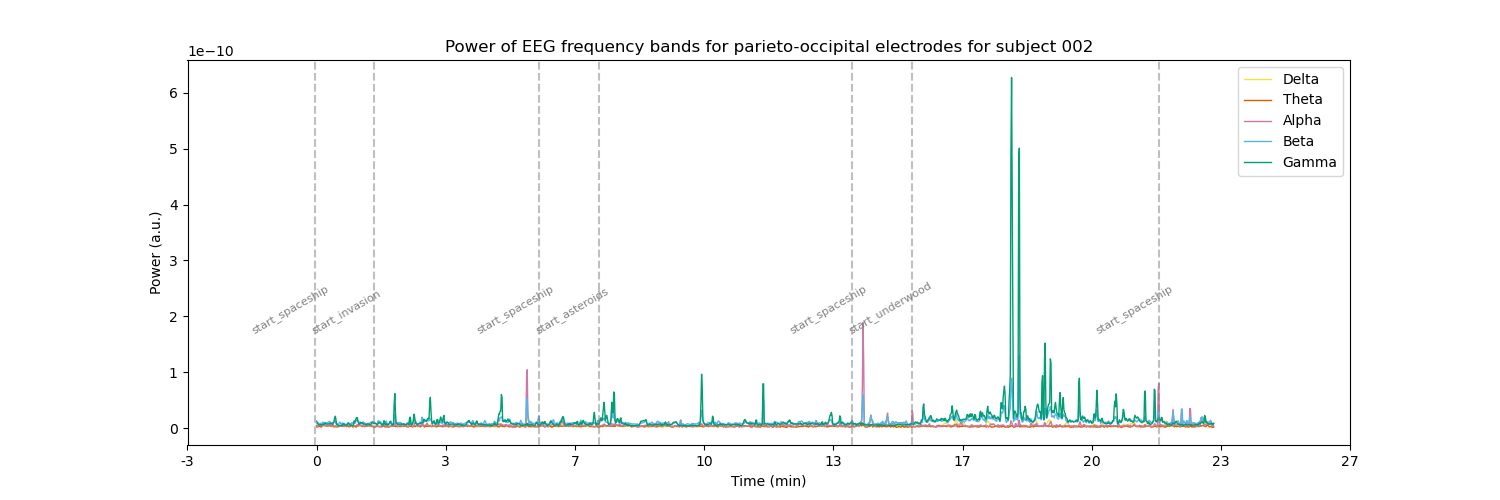 Power of EEG frequency bands for parieto-occipital electrodes for subject 002
1e−10
Delta
Theta
Alpha
Beta
Gamma
6
5
4
3
2
1
0
Power (a.u.)
start_spaceship
start_invasion
start_spaceship
start_asteroids
start_spaceship
start_underwood
start_spaceship
-3
0
3
7
10
13
17
20
23
27
Time (min)